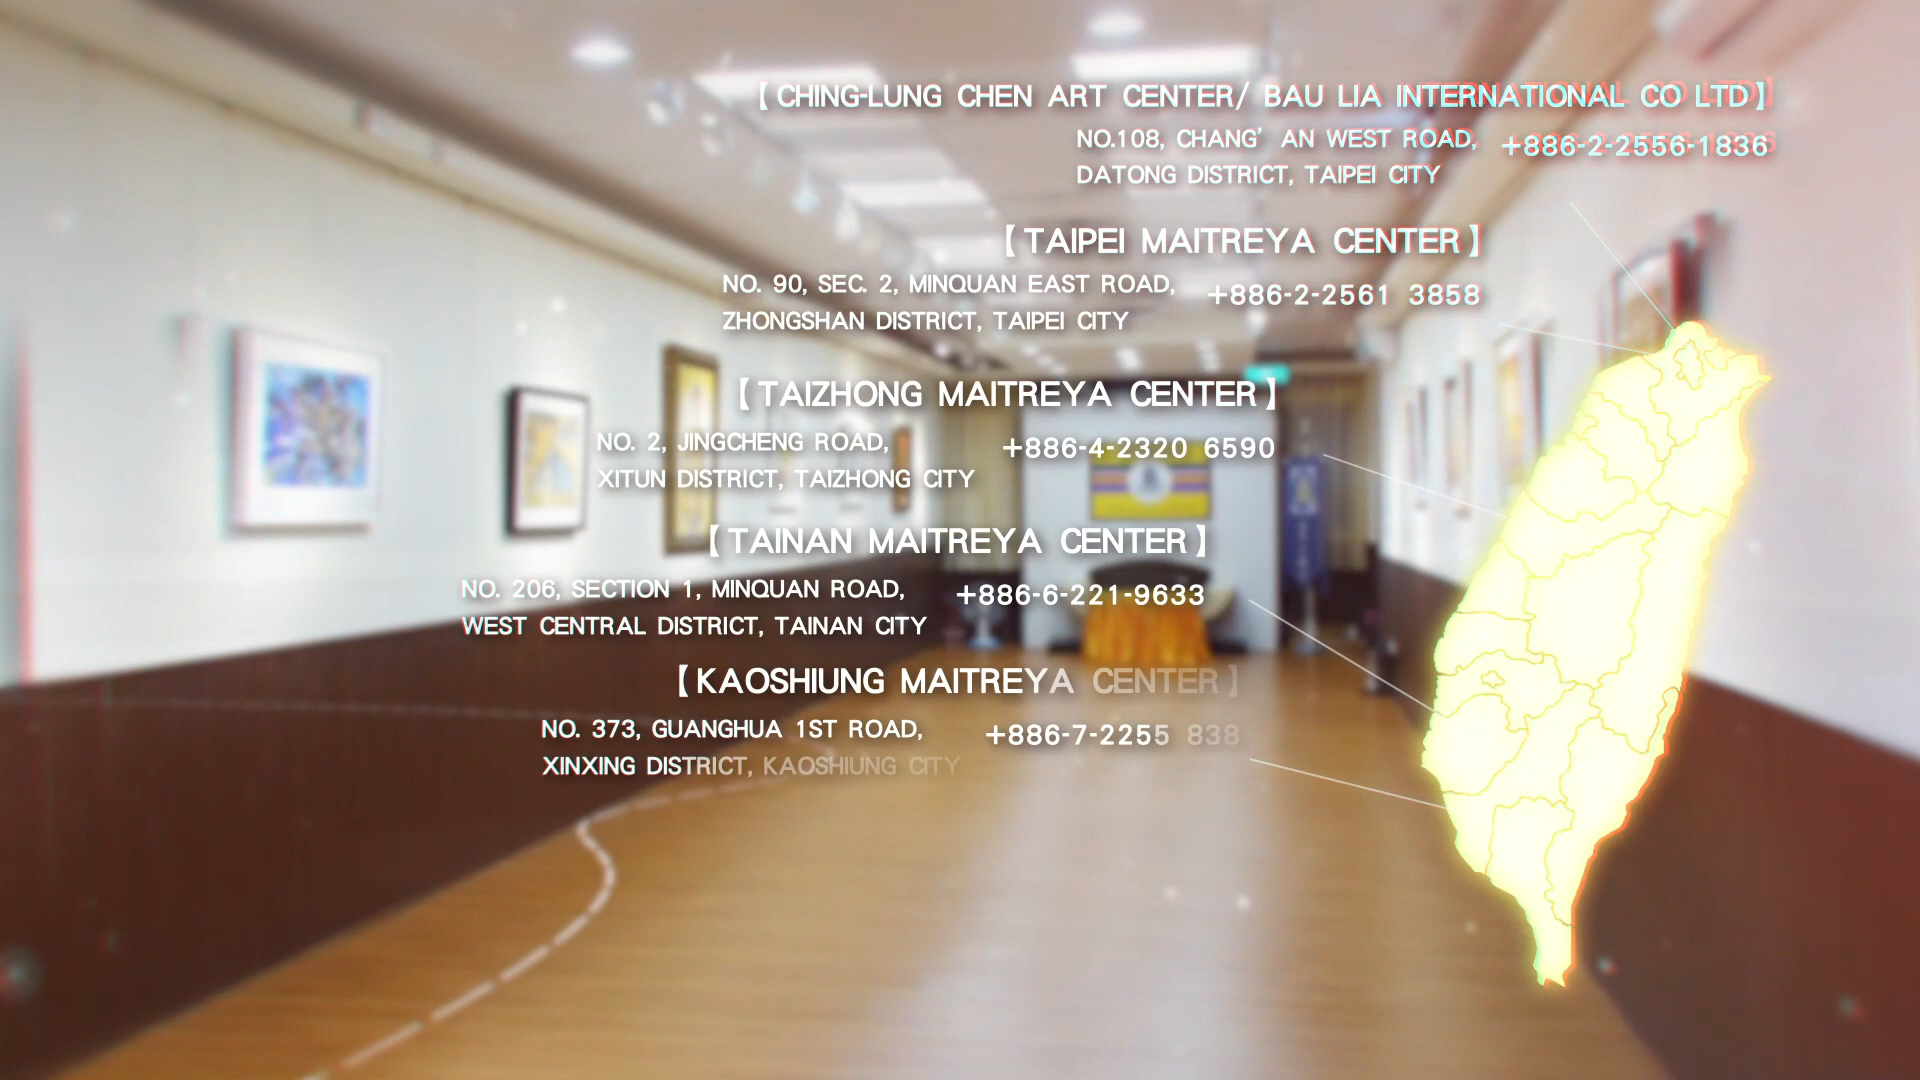 【CHING-LUNG CHEN ART CENTER/ BAU LIA INTERNATIONAL CO LTD】
NO.108, CHANG' AN WEST ROAD,
DATONG DISTRICT, TAIPEI CITY
+886-2-2556-1836
【TAIPEI MAITREYA CENTER】
NO. 90, SEC. 2, MINQUAN EAST ROAD,
ZHONGSHAN DISTRICT, TAIPEI CITY
+886-2-2561 3858
【TAIZHONG MAITREYA CENTER】
NO. 2, JINGCHENG ROAD,
XITUN DISTRICT, TAIZHONG CITY
+886-4-2320 6590
【TAINAN MAITREYA CENTER】
NO. 206, SECTION 1, MINQUAN ROAD,
WEST CENTRAL DISTRICT, TAINAN CITY
+886-6-221-9633
【KAOSHIUNG MAITREYA CENTER】
NO. 373, GUANGHUA 1ST ROAD,
XINXING DISTRICT, KAOSHIUNG CITY
+886-7-2255 838